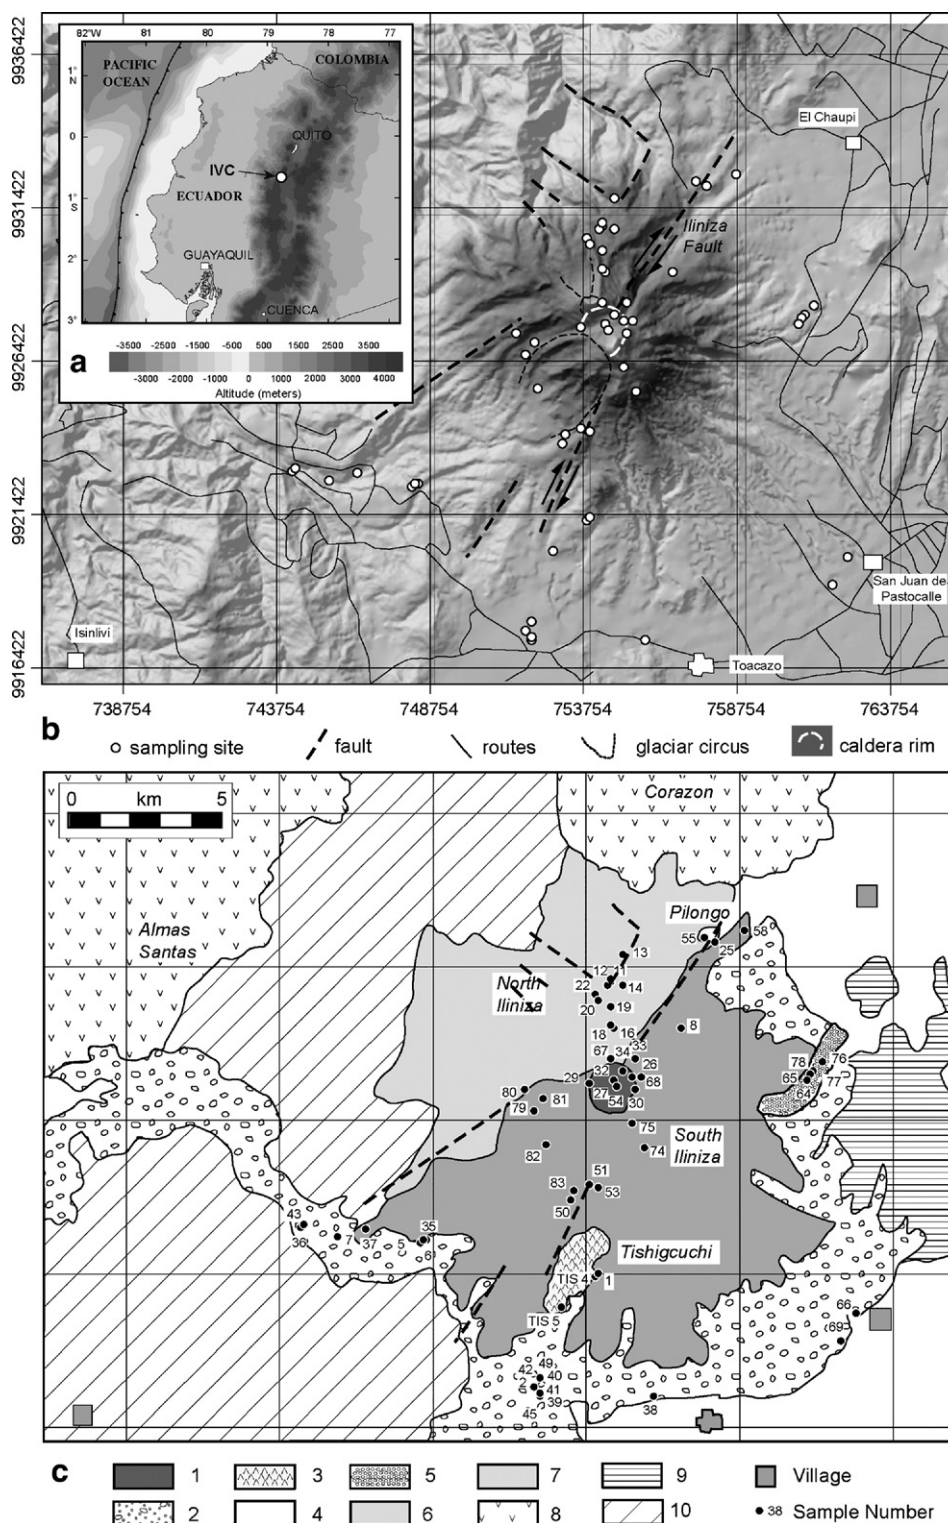 82°W 81 80 79 78 77
PACIFIC
OCEAN
COLOMBIA
1°
N
0
1°
S
2°
3°
QUITO
IVC
ECUADOR
GUAYAQUIL
CUENCA
-3500 -2500 -1500 -500 500 1500 2500 3500
-3000 -2000 -1000 0 1000 2000 3000 4000
Altitude (meters)
a
9936422
9931422
9926422
9921422
9916422
El Chaupi
Iliniza
Fault
San Juan de
Pastocalle
Isinlivi
Toacazo
738754 743754 748754 753754 758754 763754
b
sampling site fault routes glaciar circus caldera rim
0 km 5
Corazon
Almas
Santas
Pilongo
58
55
25
13
12 11
North
Iliniza
22
14
20
19
8
18 16
33
67 34
26
78 76
32
29
68
65
77
80
81
27
64
54 30
79
75
South
Iliniza
82
74
51
83
53
50
43
35
36 7 37 5 6
Tishigcuchi
TIS 4
1
TIS 5
66
69
49
42
40
2
41
39
38
45
c
1 3 5 7 9 Village
2 4 6 8 10 38 Sample Number